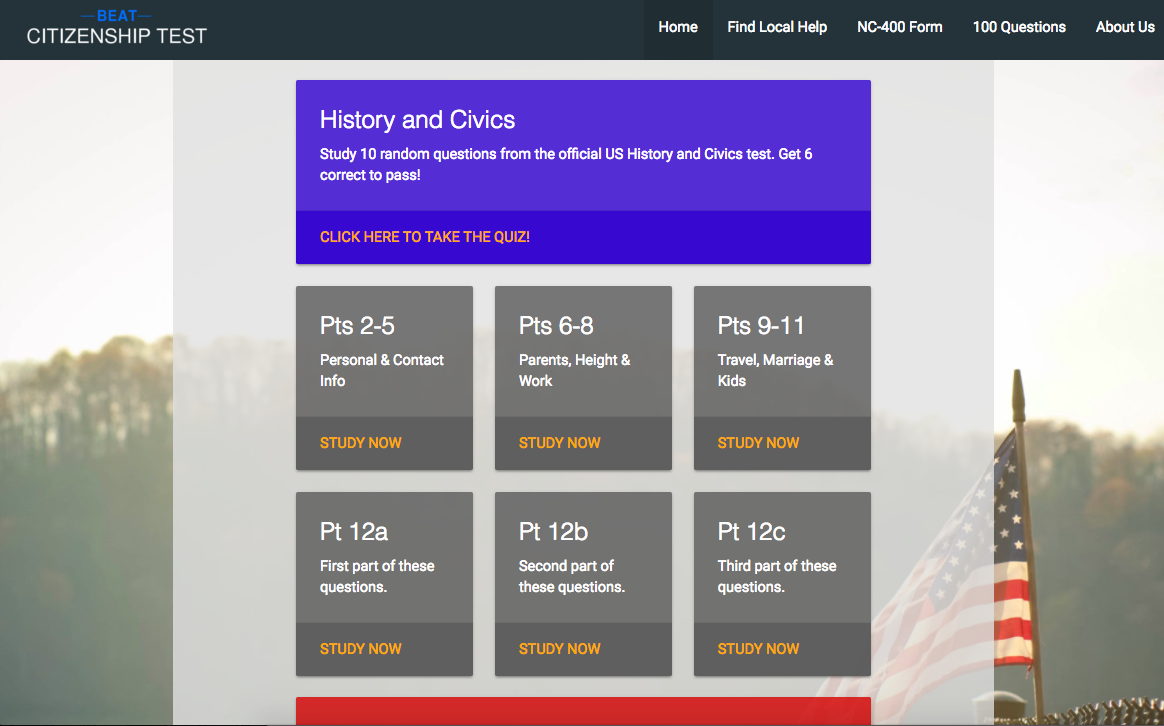 —BEAT—
CITIZENSHIP TEST
Home Find Local Help NC-400 Form 100 Questions About Us
History and Civics
Study 10 random questions from the official US History and Civics test. Get 6
correct to pass!
CLICK HERE TO TAKE THE QUIZ!
Pts 2-5
Personal & Contact
Info
STUDY NOW
Pts 6-8
Parents, Height &
Work
STUDY NOW
Pts 9-11
Travel, Marriage &
Kids
STUDY NOW
Pt 12a
First part of these
questions.
STUDY NOW
Pt 12b
Second part of
these questions.
STUDY NOW
Pt 12c
Third part of these
questions.
STUDY NOW